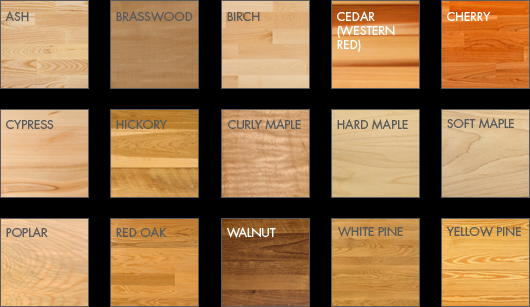 ASH
BRASSWOOD
BIRCH
CEDAR
(WESTERN
RED)
CHERRY
CYPRESS
HICKORY
CURLY MAPLE
HARD MAPLE
SOFT MAPLE
POPLAR
RED OAK
WALNUT
WHITE PINE
YELLOW PINE